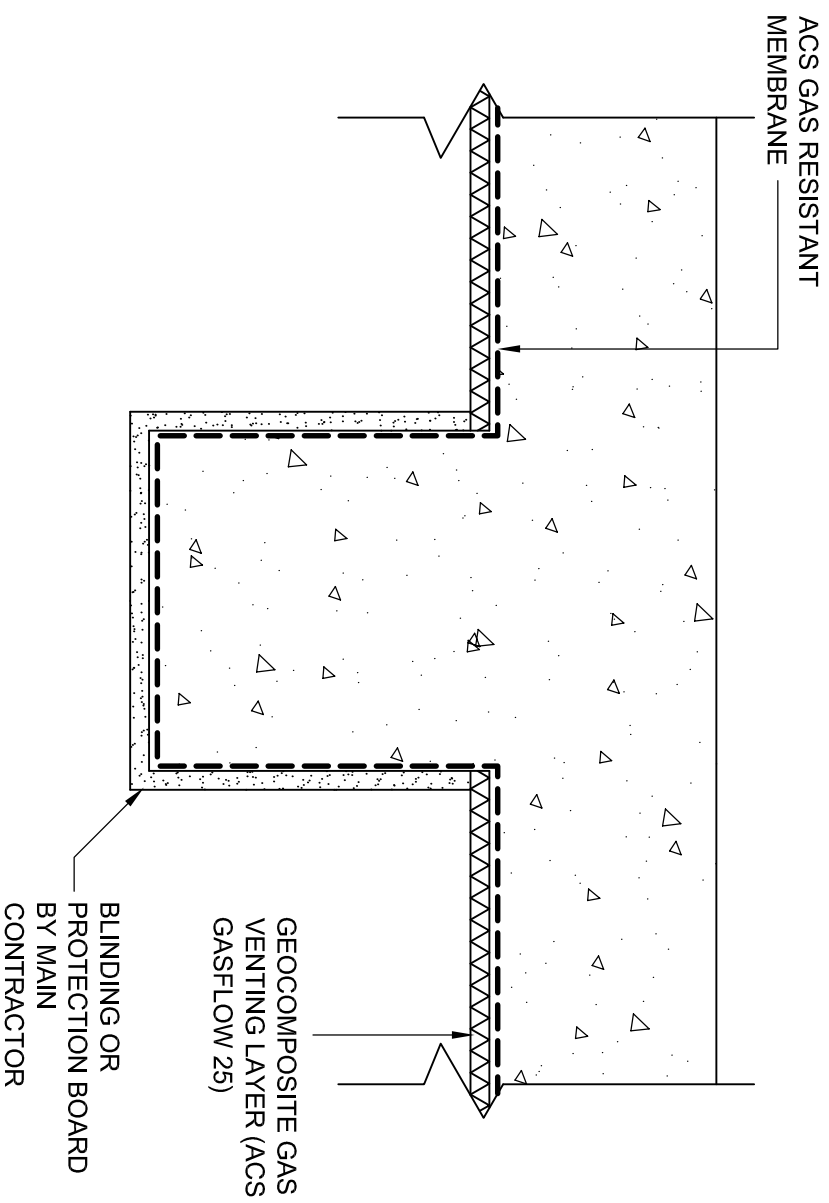 ACS GAS RESISTANT
MEMBRANE
GEOCOMPOSITE GAS
VENTING LAYER (ACS
GASFLOW 25)
BLINDING OR
PROTECTION BOARD
BY MAIN
CONTRACTOR